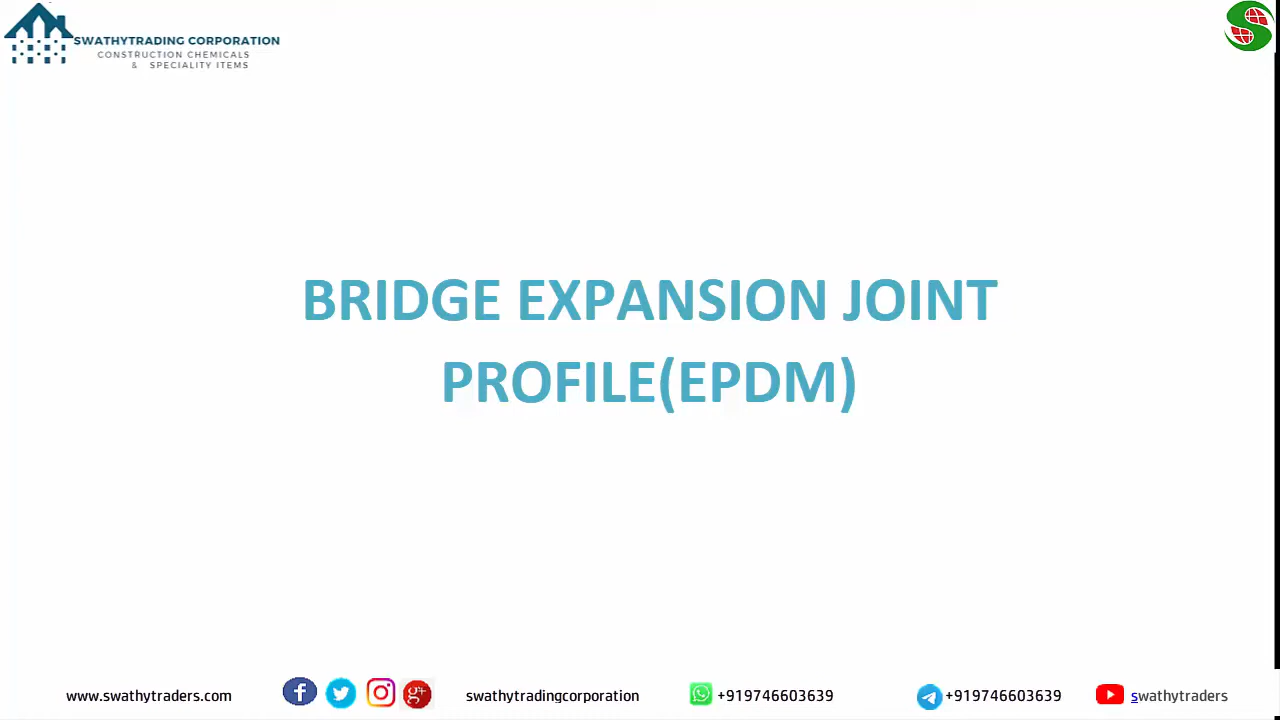 SWATHYTRADING CORPORATION
CONSTRUCTION CHEMICALS
& SPECIALITY ITEMS
BRIDGE EXPANSION JOINT
PROFILE(EPDM)
www.swathytraders.com f g+ swathytradingcorporation +919746603639 +919746603639 swathytraders